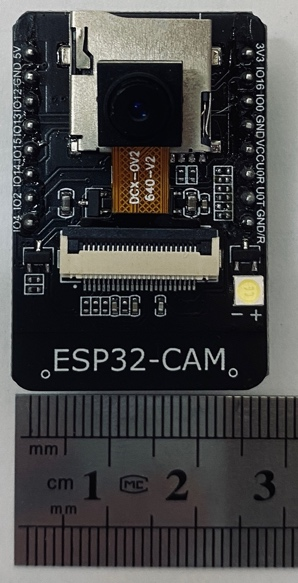 5V
GND
IO12
IO13
IO15
IO14
IO2
IO4
3V3
IO16
IO0
GND
VCC
U0R
U0T
GND/R
DCX-OV2
640-V2
- +
ESP32-CAM
mm
cm 1 MC 2 3
mm